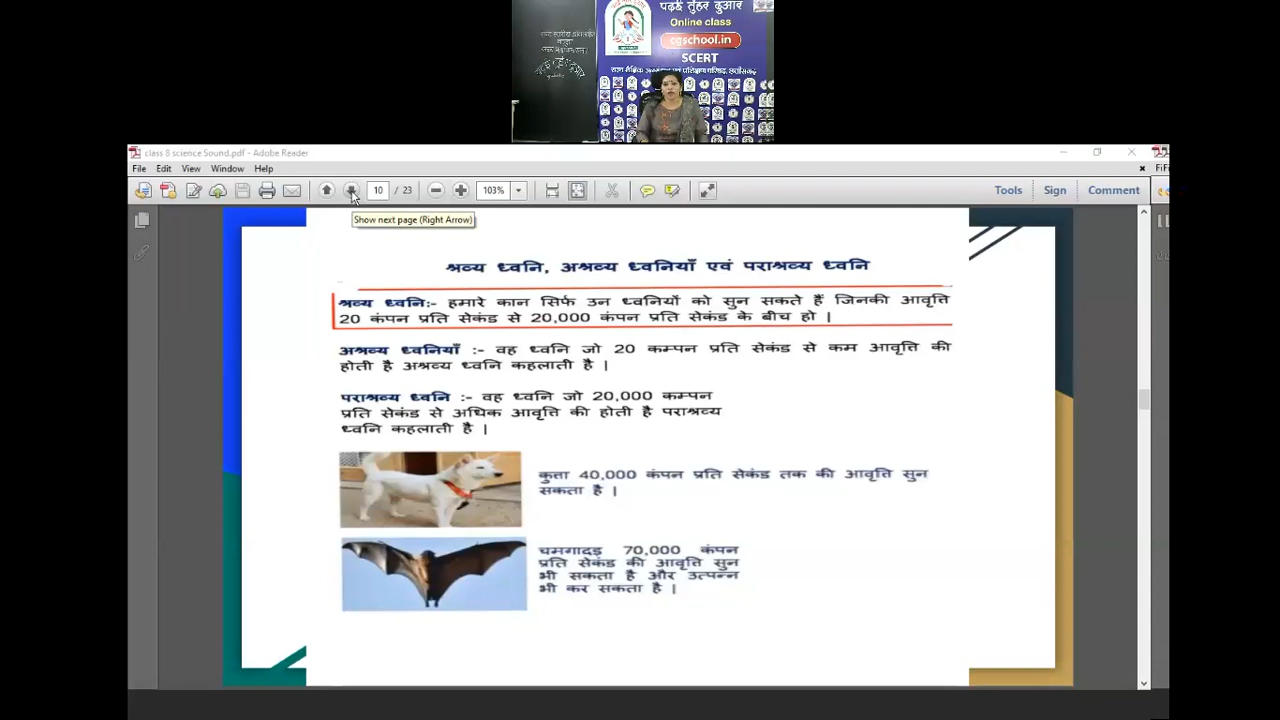 पढ़ई तुंहर दुआर
Online class
cgschool.in
SCERT
class 8 science Sound.pdf - Adobe Reader
File Edit View Window Help
10 / 23 103% Tools Sign Comment
Show next page (Right Arrow)
श्रव्य ध्वनि, अश्रव्य ध्वनियाँ एवं पराश्रव्य ध्वनि
श्रव्य ध्वनि:- हमारे कान सिर्फ उन ध्वनियों को सुन सकते हैं जिनकी आवृत्ति
20 कंपन प्रति सेकंड से 20,000 कंपन प्रति सेकंड के बीच हो |
अश्रव्य ध्वनियाँ :- वह ध्वनि जो 20 कम्पन प्रति सेकंड से कम आवृत्ति की
होती है अश्रव्य ध्वनि कहलाती है |
पराश्रव्य ध्वनि :- वह ध्वनि जो 20,000 कम्पन
प्रति सेकंड से अधिक आवृत्ति की होती है पराश्रव्य
ध्वनि कहलाती है |
कुत्ता 40,000 कंपन प्रति सेकंड तक की आवृत्ति सुन
सकता है |
चमगादड़ 70,000 कंपन
प्रति सेकंड की आवृत्ति सुन
भी सकता है और उत्पन्न
भी कर सकता है |